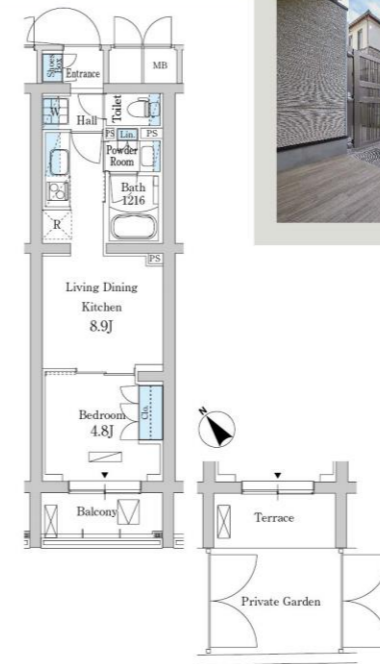 Shoes
Box
Entrance
MB
W
Hall
Toilet
PS
Lin.
PS
Powder
Room
Bath
1216
R
PS
Living Dining
Kitchen
8.9J
Bedroom
4.8J
Clo.
N
Balcony
Terrace
Private Garden